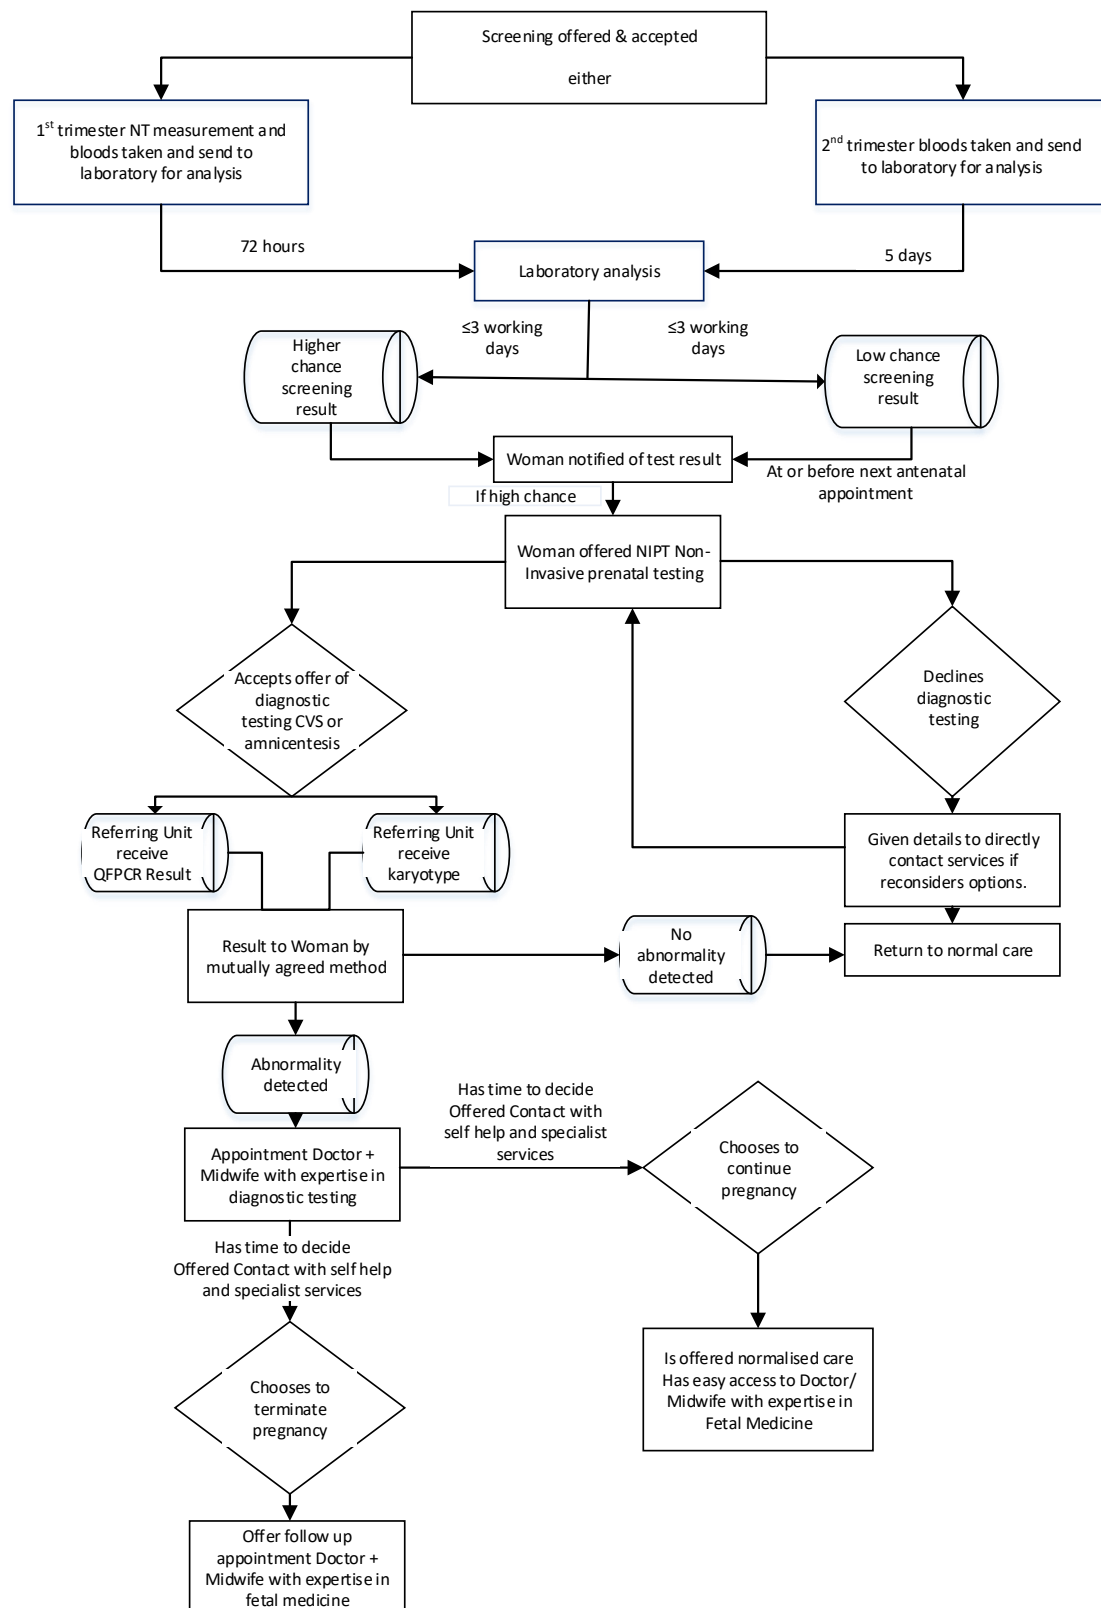 Screening offered & accepted
either
1st trimester NT measurement and
bloods taken and send to
laboratory for analysis
2nd trimester bloods taken and send
to laboratory for analysis
72 hours
5 days
Laboratory analysis
≤3 working
days
≤3 working
days
Higher
chance
screening
result
Low chance
screening
result
Woman notified of test result
At or before next antenatal
appointment
If high chance
Woman offered NIPT Non-
Invasive prenatal testing
Accepts offer of
diagnostic
testing CVS or
amnicentesis
Declines
diagnostic
testing
Referring Unit
receive
QFPCR Result
Referring Unit
receive
karyotype
Given details to directly
contact services if
reconsiders options.
Result to Woman by
mutually agreed method
No
abnormality
detected
Return to normal care
Abnormality
detected
Has time to decide
Offered Contact with
self help and specialist
services
Appointment Doctor +
Midwife with expertise in
diagnostic testing
Chooses to
continue
pregnancy
Has time to decide
Offered Contact with self help
and specialist services
Chooses to
terminate
pregnancy
Is offered normalised care
Has easy access to Doctor/
Midwife with expertise in
Fetal Medicine
Offer follow up
appointment Doctor +
Midwife with expertise in
fetal medicine